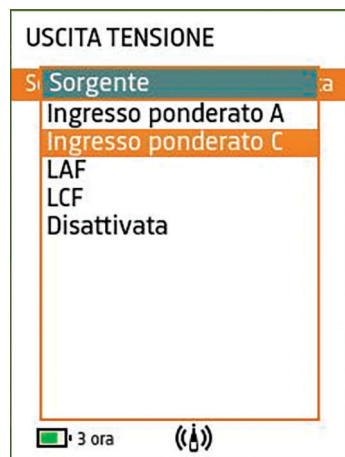 USCITA TENSIONE
Sorgente
Ingresso ponderato A
Ingresso ponderato C
LAF
LCF
Disattivata
3 ora